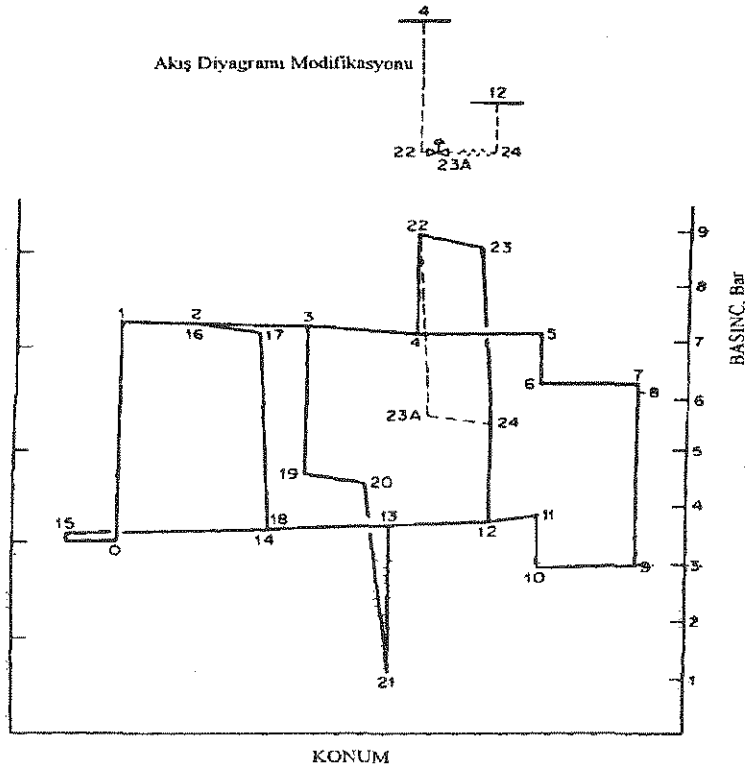 4
Akış Diyagramı Modifikasyonu
12
22 24
23A
22
23
9
8
1 2 3
16 17 4 5
7
6
7
8
6
23A 24
5
19 20
4
15 18 13 11
0 14 12
10 9
3
2
21
1
BASINÇ, Bar
KONUM